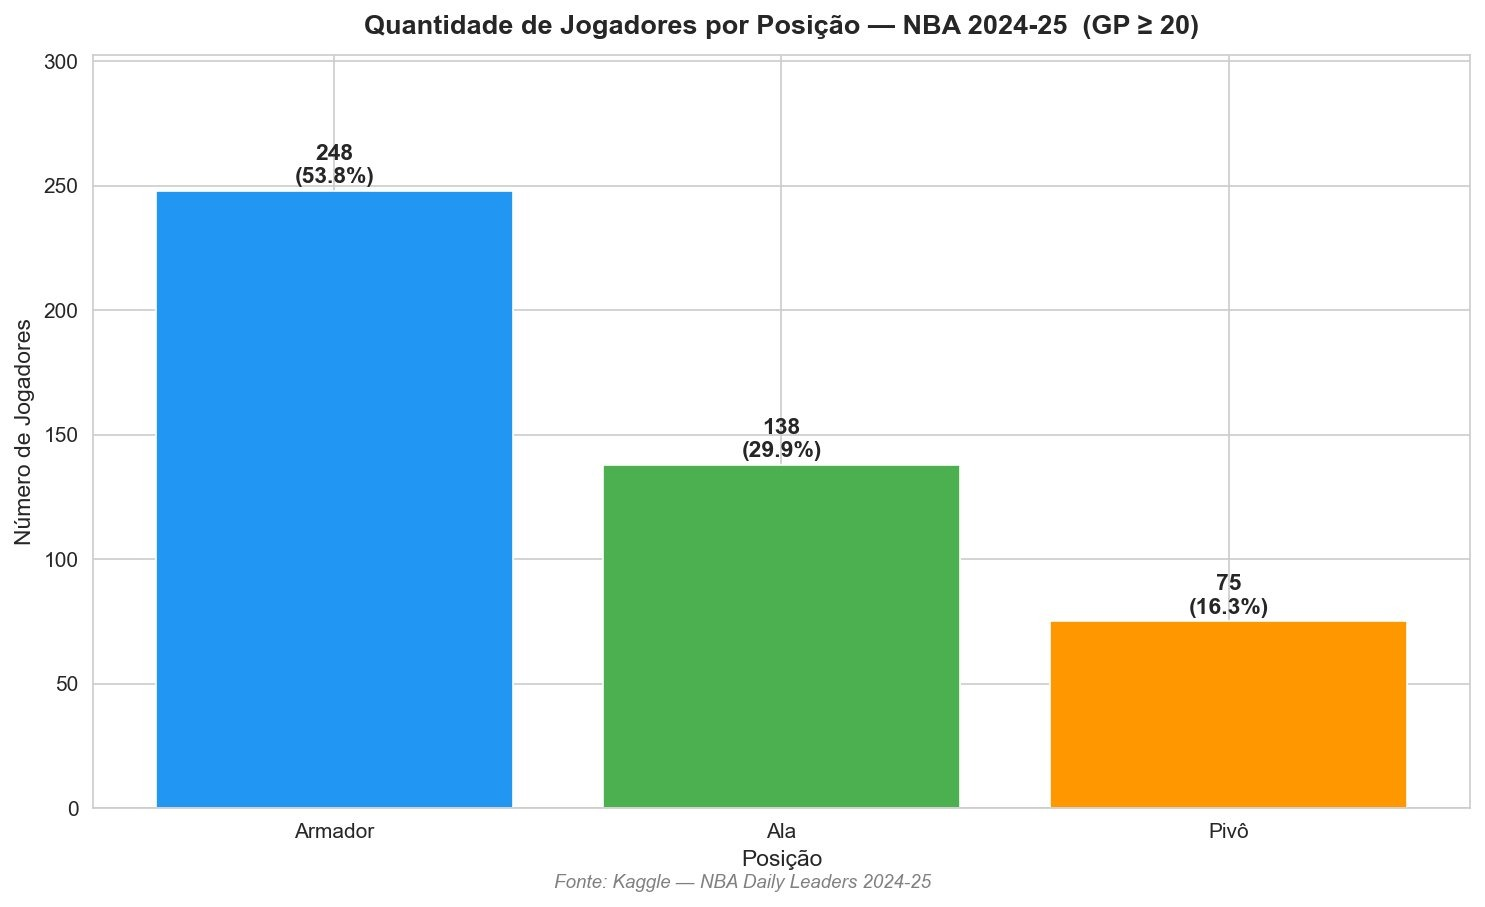 Quantidade de Jogadores por Posição — NBA 2024-25  (GP ≥ 20)
300
250
200
150
100
50
0
Número de Jogadores
248
(53.8%)
138
(29.9%)
75
(16.3%)
Armador
Ala
Pivô
Posição
Fonte: Kaggle — NBA Daily Leaders 2024-25